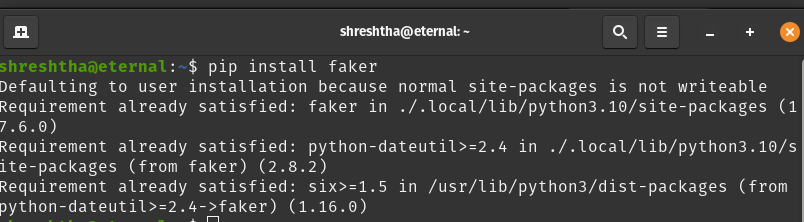 shreshtha@eternal: ~
shreshtha@eternal:~$ pip install faker
Defaulting to user installation because normal site-packages is not writeable
Requirement already satisfied: faker in ./.local/lib/python3.10/site-packages (1
7.6.0)
Requirement already satisfied: python-dateutil>=2.4 in ./.local/lib/python3.10/s
ite-packages (from faker) (2.8.2)
Requirement already satisfied: six>=1.5 in /usr/lib/python3/dist-packages (from
python-dateutil>=2.4->faker) (1.16.0)